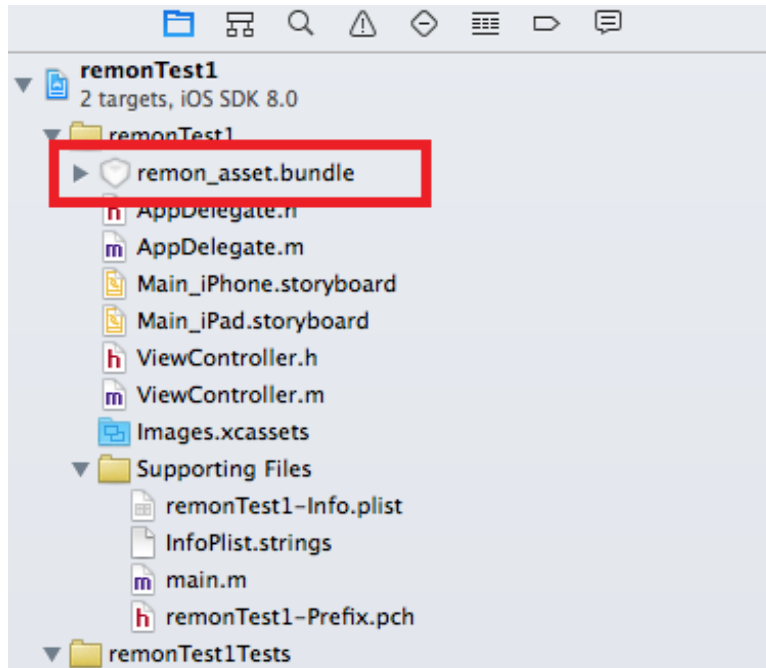 remonTest1
2 targets, iOS SDK 8.0
remonTest1
remon_asset.bundle
AppDelegate.h
AppDelegate.m
Main_iPhone.storyboard
Main_iPad.storyboard
h ViewController.h
m ViewController.m
Images.xcassets
Supporting Files
remonTest1-Info.plist
InfoPlist.strings
m main.m
h remonTest1-Prefix.pch
remonTest1Tests